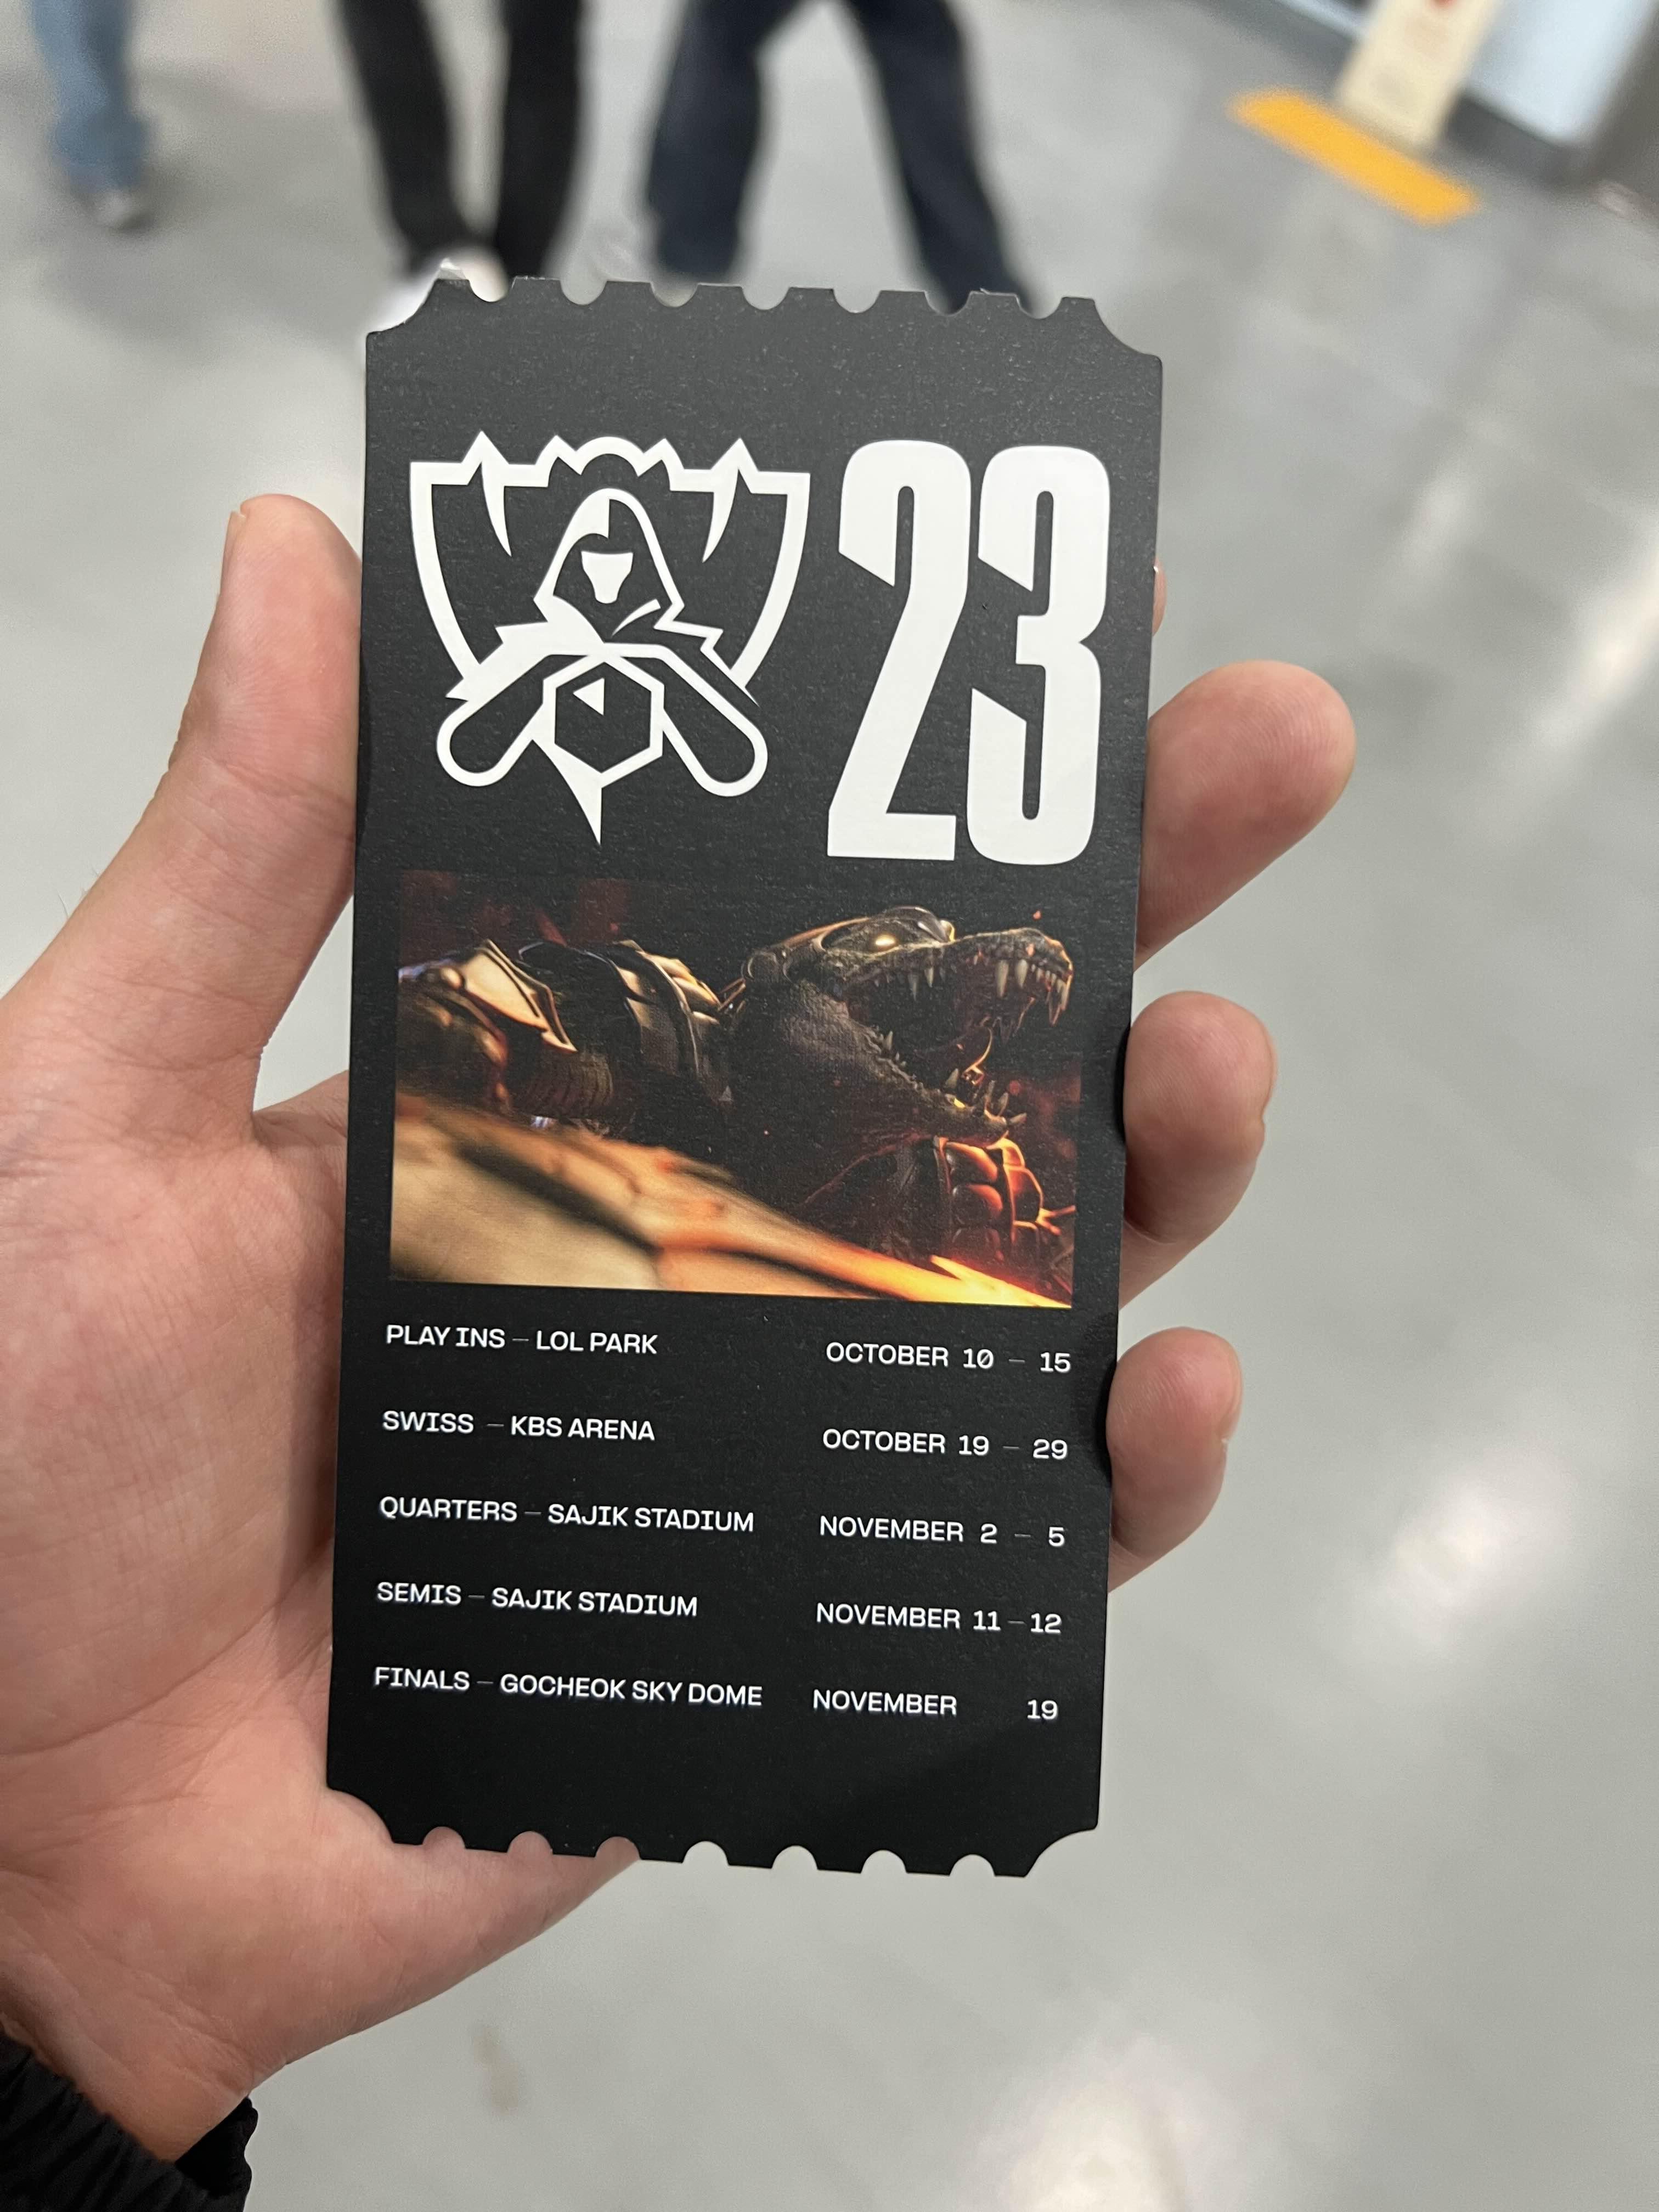 23
PLAY INS — LOL PARK OCTOBER 10 — 15
SWISS — KBS ARENA OCTOBER 19 — 29
QUARTERS — SAJIK STADIUM NOVEMBER 2 — 5
SEMIS — SAJIK STADIUM NOVEMBER 11 — 12
FINALS — GOCHEOK SKY DOME NOVEMBER 19